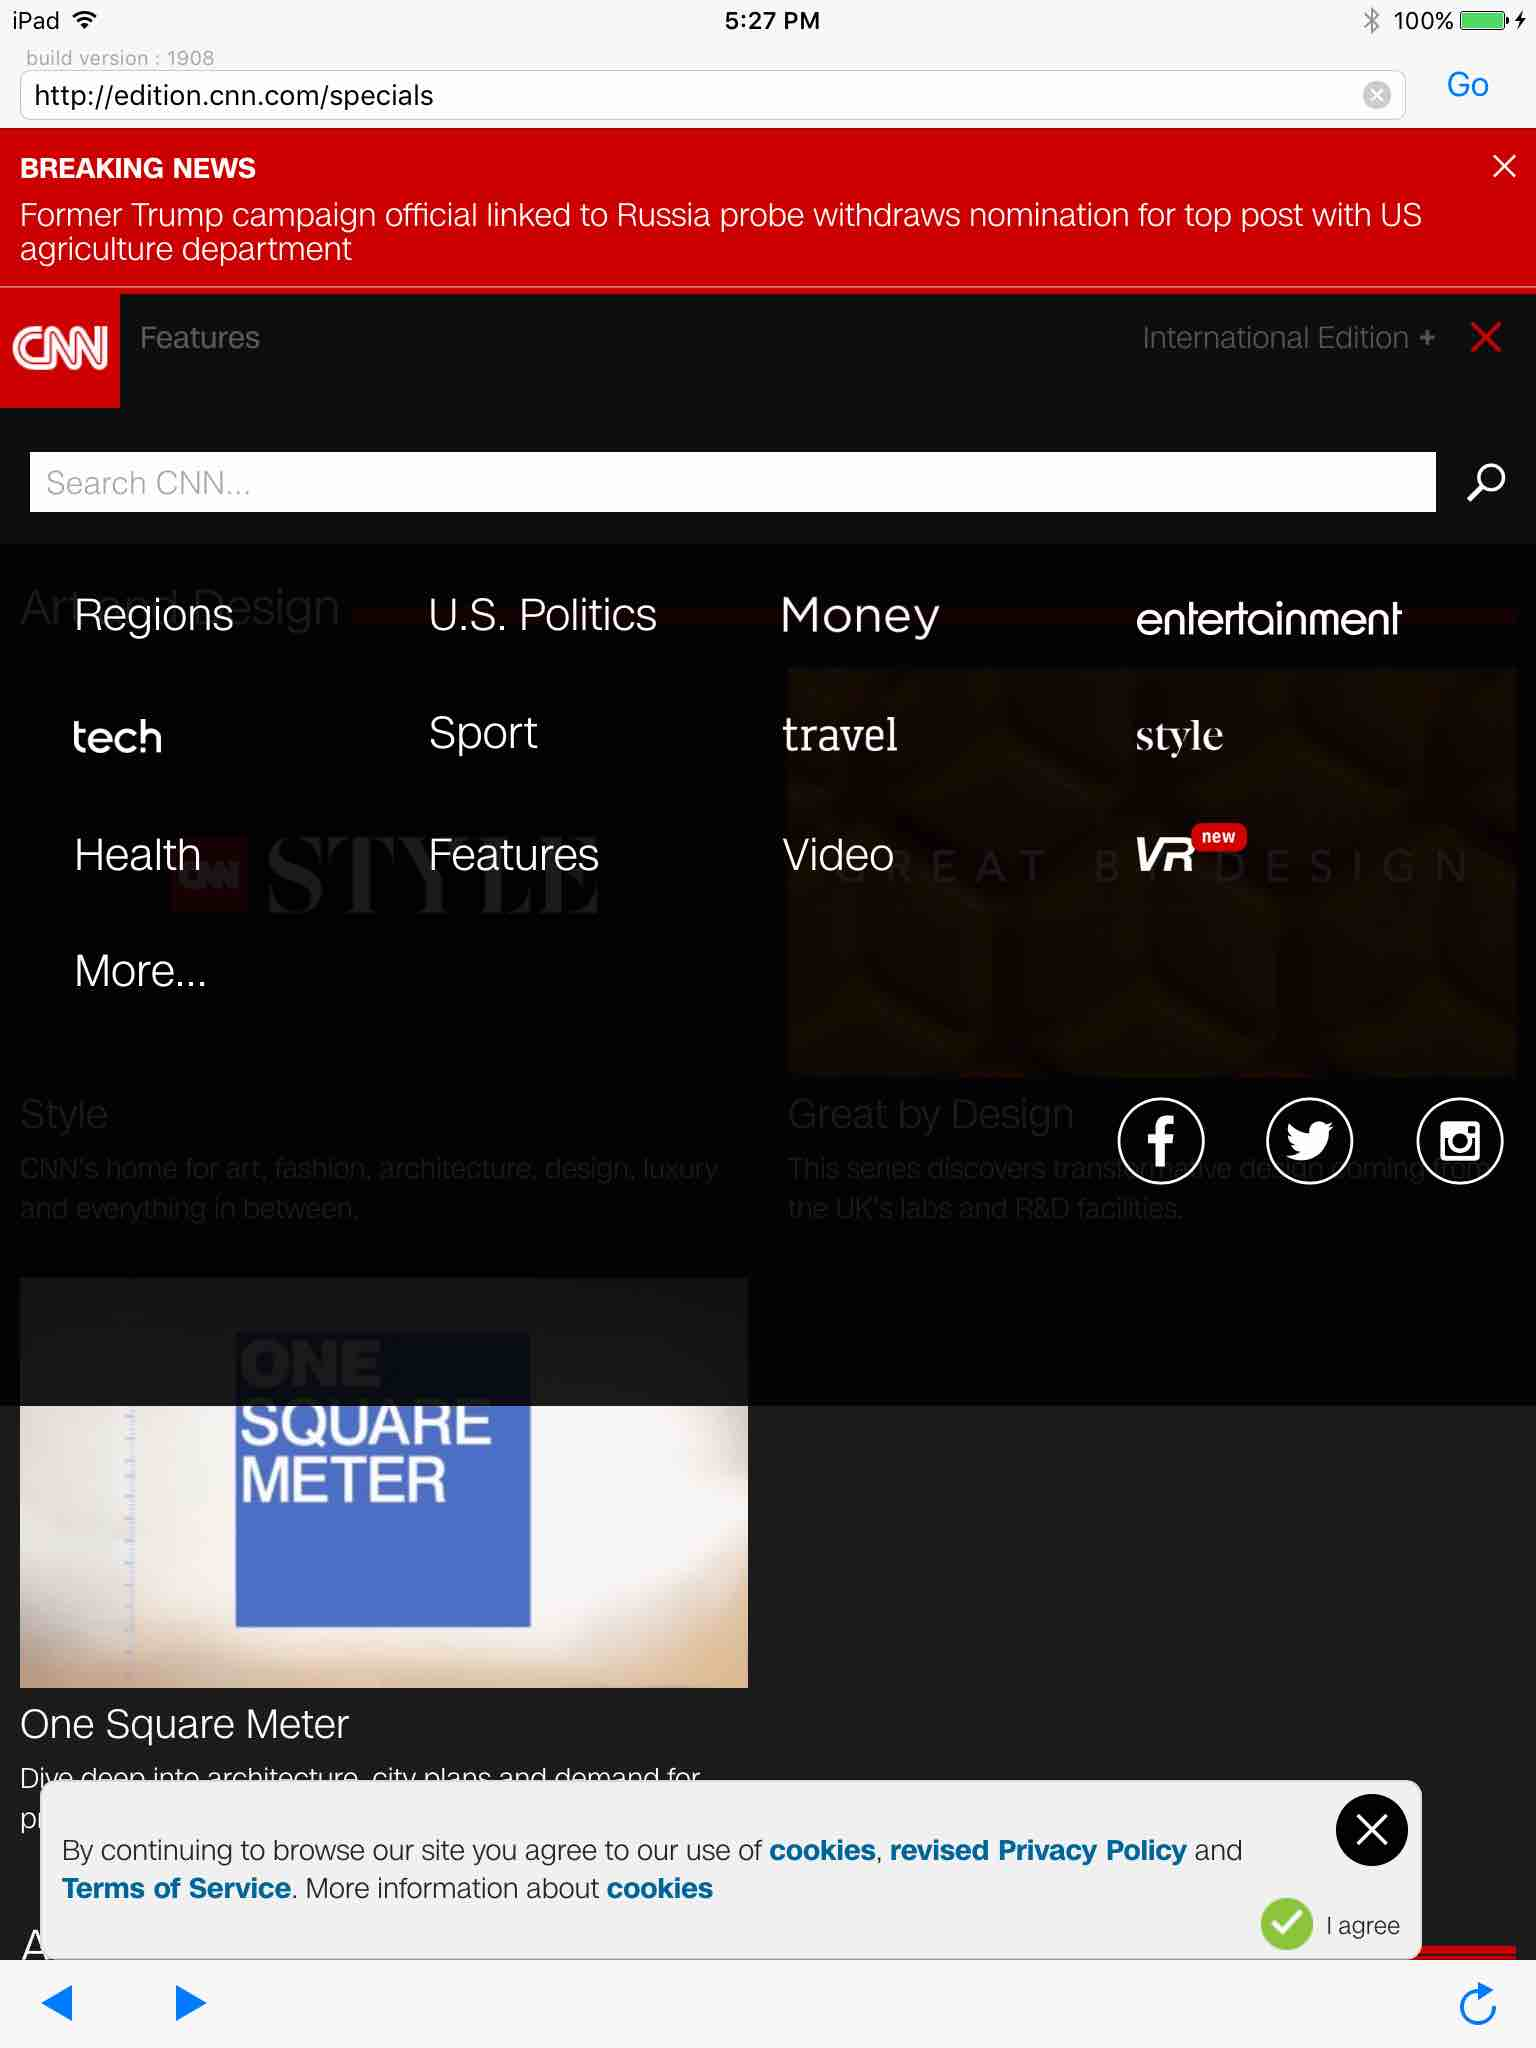 iPad 5:27 PM 100%
build version : 1908
http://edition.cnn.com/specials
Go
BREAKING NEWS
Former Trump campaign official linked to Russia probe withdraws nomination for top post with US
agriculture department
CNN Features International Edition +
Search CNN...
Art and Design
Regions U.S. Politics Money entertainment
tech Sport travel style
Health Features Video VR new
CNN STYLE
GREAT BY DESIGN
More...
Style
CNN's home for art, fashion, architecture, design, luxury
and everything in between.
Great by Design
This series discovers transformative design coming from
the UK's labs and R&D facilities.
ONE
SQUARE
METER
One Square Meter
Dive deep into architecture, city plans and demand for
By continuing to browse our site you agree to our use of cookies, revised Privacy Policy and
Terms of Service. More information about cookies
I agree